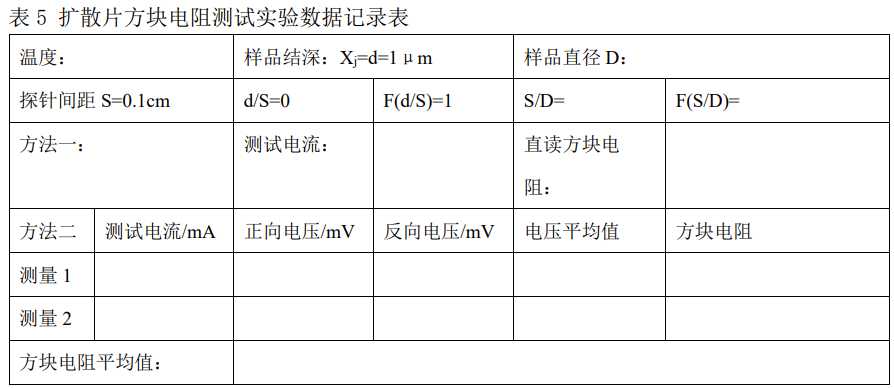 表 5 扩散片方块电阻测试实验数据记录表
温度： 样品结深：Xj=d=1μm 样品直径 D：
探针间距 S=0.1cm d/S=0 F(d/S)=1 S/D= F(S/D)=
方法一： 测试电流： 直读方块电
阻：
方法二 测试电流/mA 正向电压/mV 反向电压/mV 电压平均值 方块电阻
测量 1
测量 2
方块电阻平均值：